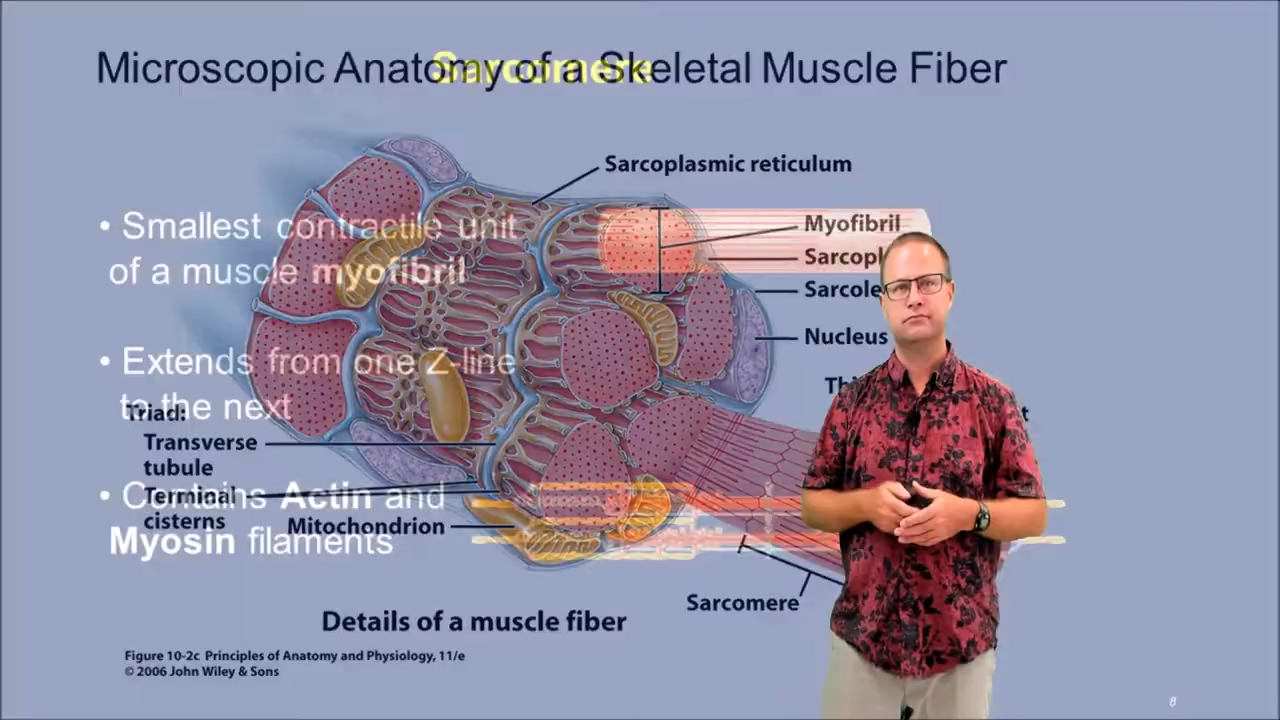 Microscopic Anatomy of a Skeletal Muscle Fiber
Sarcomere
Sarcoplasmic reticulum
Myofibril
Sarcopl
Sarcole
Nucleus
• Smallest contractile unit
of a muscle myofibril
• Extends from one Z-line
to the next
• Contains Actin and
Myosin filaments
Triad:
Transverse
tubule
Terminal
cisterns
Mitochondrion
Sarcomere
Details of a muscle fiber
Figure 10-2c Principles of Anatomy and Physiology, 11/e
© 2006 John Wiley & Sons